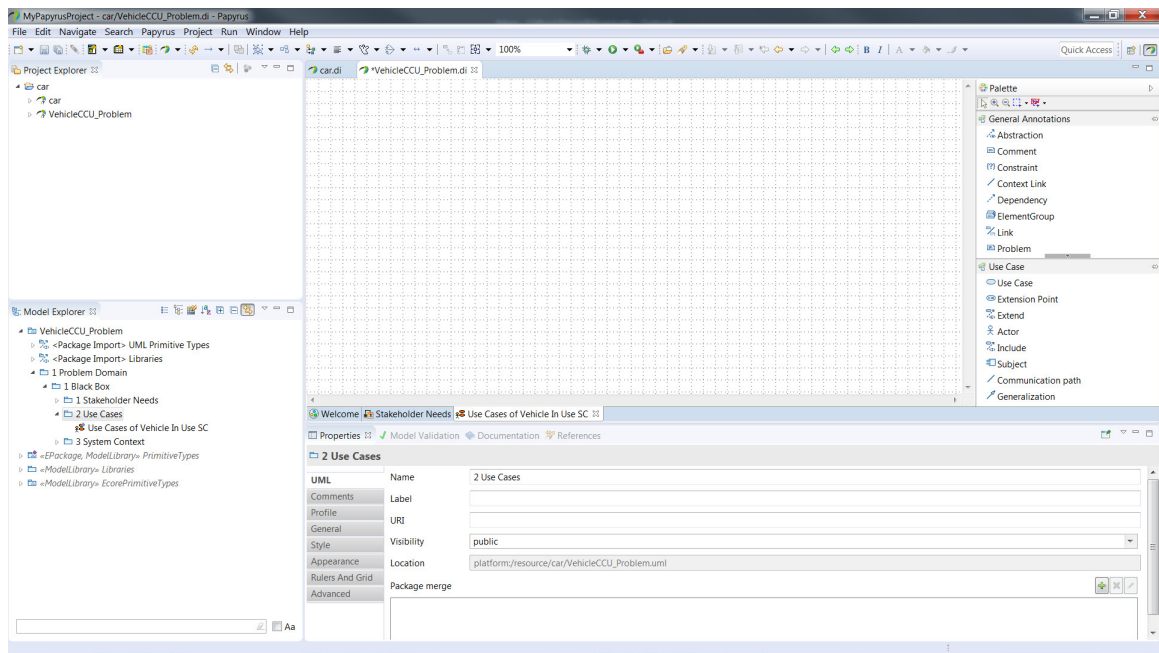 MyPapyrusProject - car/VehicleCCU_Problem.di - Papyrus
File Edit Navigate Search Papyrus Project Run Window Help
100%
B I A
Quick Access
Project Explorer
car
car
VehicleCCU_Problem
car.di
*VehicleCCU_Problem.di
Palette
General Annotations
Abstraction
Comment
Constraint
Context Link
Dependency
ElementGroup
Link
Problem
Use Case
Use Case
Extension Point
Extend
Actor
Include
Subject
Communication path
Generalization
Model Explorer
VehicleCCU_Problem
<Package Import> UML Primitive Types
<Package Import> Libraries
1 Problem Domain
1 Black Box
1 Stakeholder Needs
2 Use Cases
Use Cases of Vehicle In Use SC
3 System Context
«EPackage, ModelLibrary» PrimitiveTypes
«ModelLibrary» Libraries
«ModelLibrary» EcorePrimitiveTypes
Aa
Welcome
Stakeholder Needs
Use Cases of Vehicle In Use SC
Properties
Model Validation
Documentation
References
2 Use Cases
UML
Comments
Profile
General
Style
Appearance
Rulers And Grid
Advanced
Name 2 Use Cases
Label
URI
Visibility public
Location platform:/resource/car/VehicleCCU_Problem.uml
Package merge